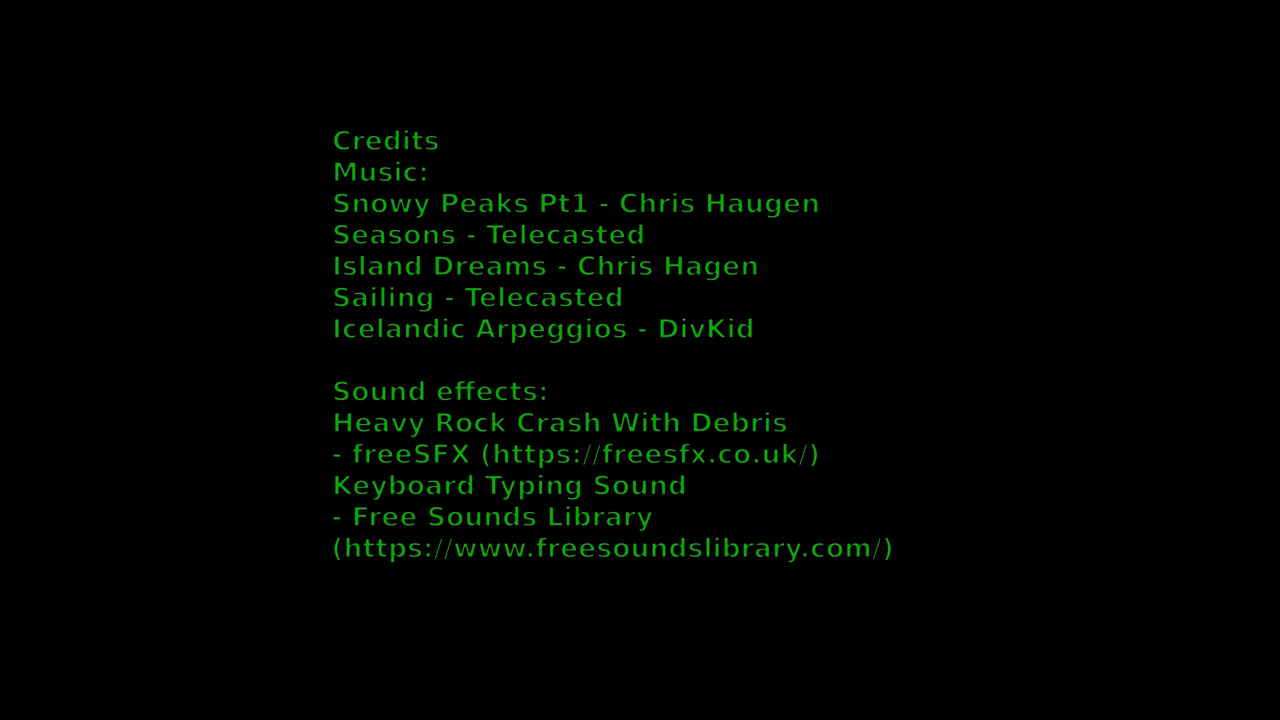 Credits
Music:
Snowy Peaks Pt1 - Chris Haugen
Seasons - Telecasted
Island Dreams - Chris Hagen
Sailing - Telecasted
Icelandic Arpeggios - DivKid
Sound effects:
Heavy Rock Crash With Debris
- freeSFX (https://freesfx.co.uk/)
Keyboard Typing Sound
- Free Sounds Library
(https://www.freesoundslibrary.com/)